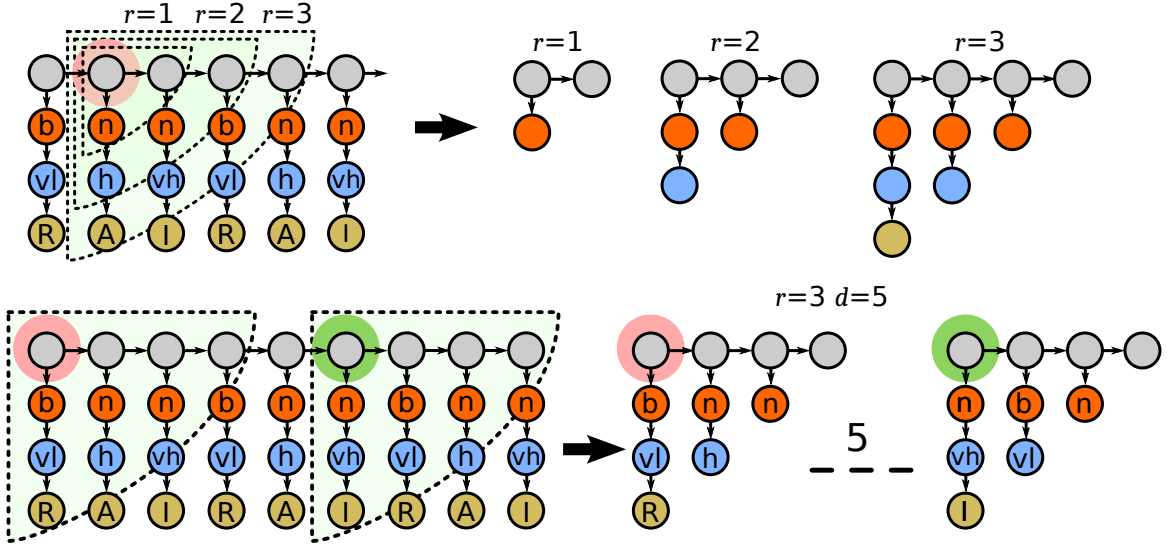 r=1 r=2 r=3
r=1 r=2 r=3
b n n b n n
vl h vh vl h vh
R A I R A I
r=3 d=5
b n n b n n b n n
vl h vh vl h vh vl h vh
R A I R A I R A I
b n n
vl h
R
5
n b n
vh vl
I